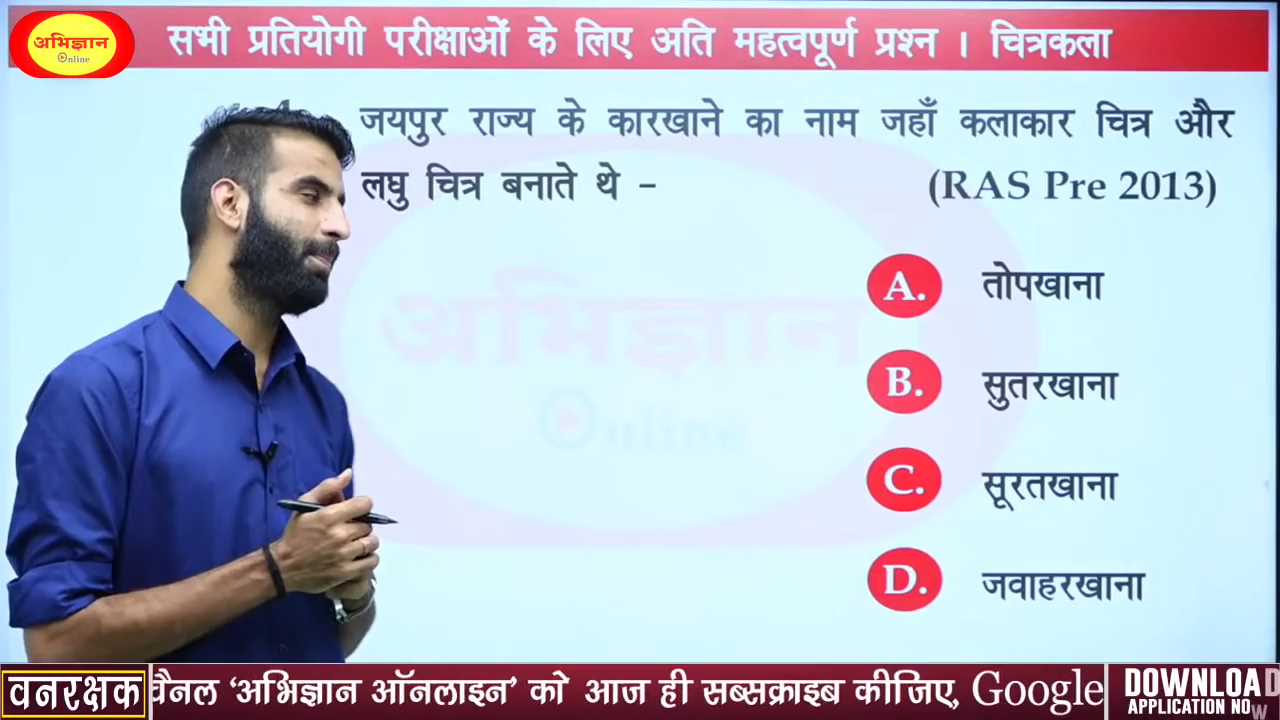 अभिज्ञान
Online
सभी प्रतियोगी परीक्षाओं के लिए अति महत्वपूर्ण प्रश्न । चित्रकला
जयपुर राज्य के कारखाने का नाम जहाँ कलाकार चित्र और
लघु चित्र बनाते थे – (RAS Pre 2013)
A. तोपखाना
B. सुतरखाना
C. सूरतखाना
D. जवाहरखाना
अभिज्ञान
Online
वनरक्षक
चैनल ‘अभिज्ञान ऑनलाइन’ को आज ही सब्सक्राइब कीजिए, Google
DOWNLOAD
APPLICATION NOW